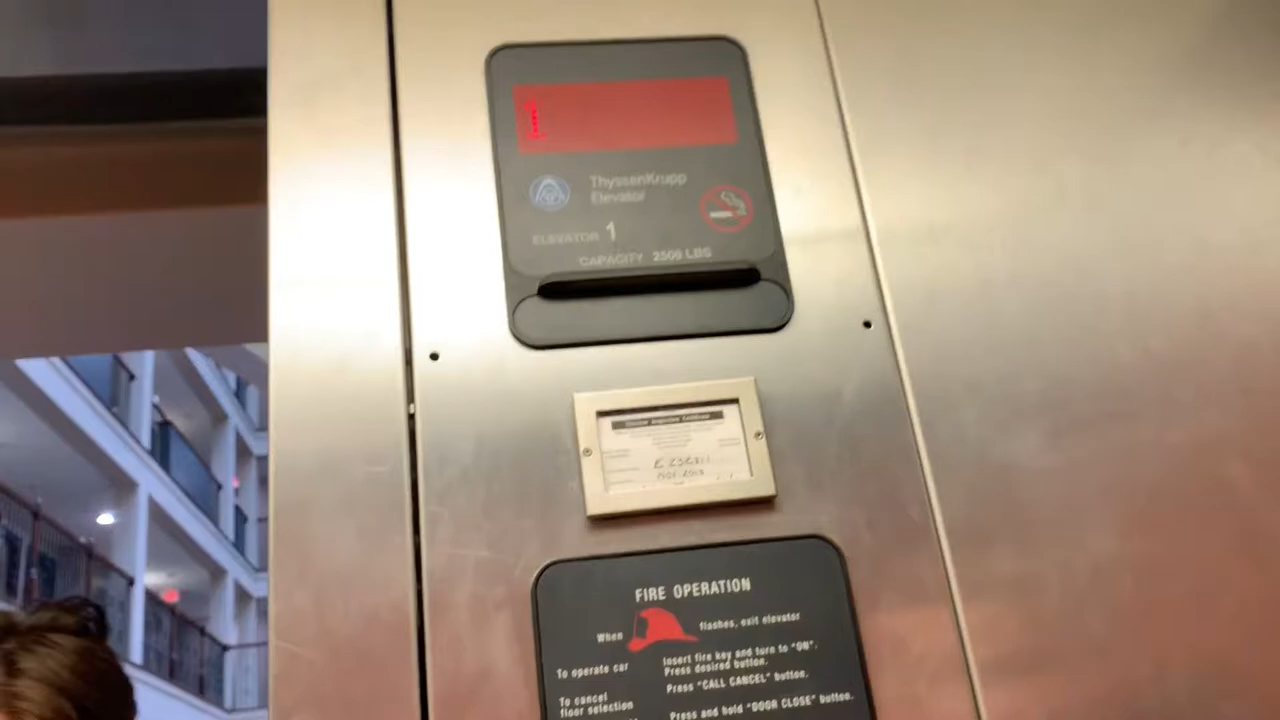 1
ThyssenKrupp
Elevator
ELEVATOR 1
CAPACITY 2500 LBS
FIRE OPERATION
When flashes, exit elevator
To operate car
Insert fire key and turn to "ON".
Press desired button.
To cancel
floor selection
Press "CALL CANCEL" button.
Press and hold "DOOR CLOSE" button.